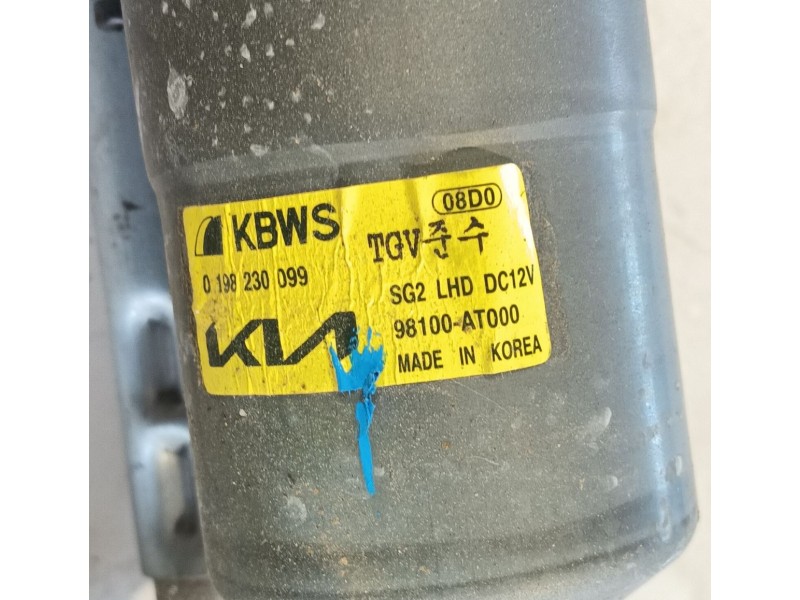 08D0
KBWS TGV준수
0 198 230 099 SG2 LHD DC12V
KIA 98100-AT000
MADE IN KOREA